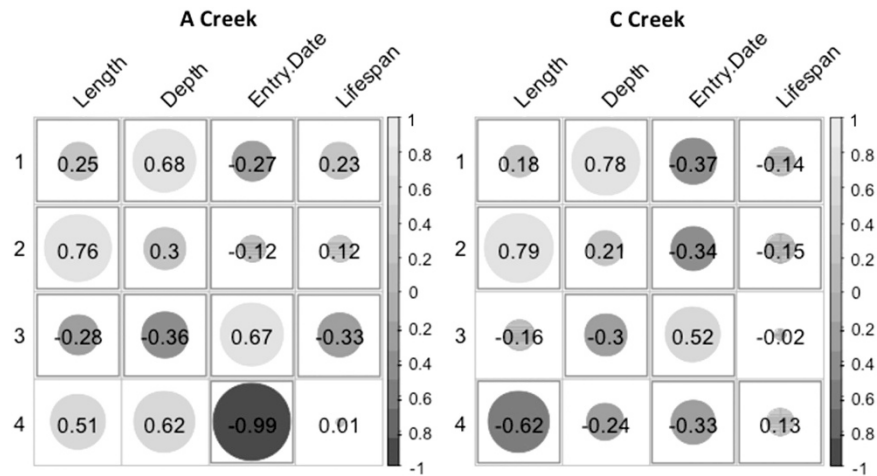 A Creek
Length Depth Entry.Date Lifespan
1 0.25 0.68 -0.27 0.23
2 0.76 0.3 -0.12 0.12
3 -0.28 -0.36 0.67 -0.33
4 0.51 0.62 -0.99 0.01
1
0.8
0.6
0.4
0.2
0
0.2
0.4
0.6
0.8
-1
C Creek
Length Depth Entry.Date Lifespan
1 0.18 0.78 -0.37 -0.14
2 0.79 0.21 -0.34 -0.15
3 -0.16 -0.3 0.52 -0.02
4 -0.62 -0.24 -0.33 0.13
1
0.8
0.6
0.4
0.2
0
0.2
0.4
0.6
0.8
-1